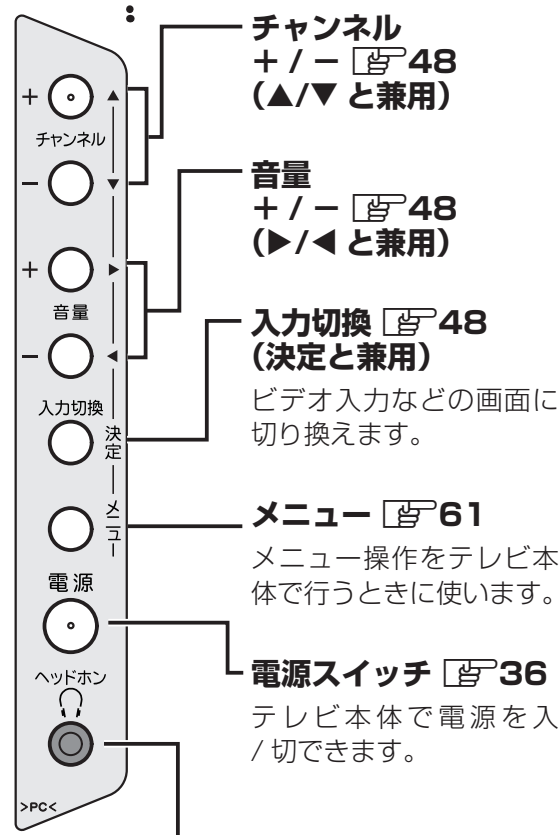 +
チャンネル
−
+
音量
−
入力切換
決定
メニュー
電源
ヘッドホン
>PC<
チャンネル
+ / − 48
(▲/▼ と兼用)
音量
+ / − 48
(▶/◀ と兼用)
入力切換 48
(決定と兼用)
ビデオ入力などの画面に
切り換えます。
メニュー 61
メニュー操作をテレビ本
体で行うときに使います。
電源スイッチ 36
テレビ本体で電源を入
/ 切できます。